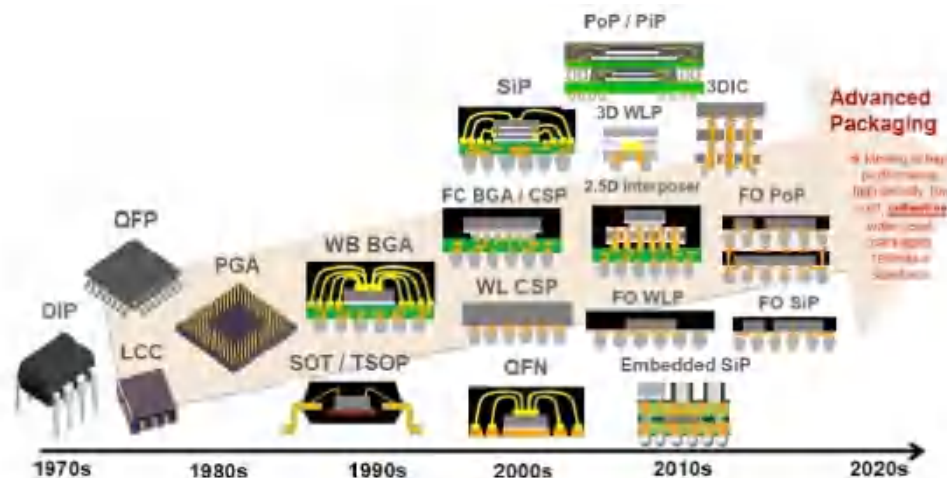 PoP / PiP
SiP
3D WLP
3DIC
Advanced
Packaging
FC BGA / CSP
2.5D Interposer
FO PoP
QFP
PGA
WB BGA
WL CSP
FO WLP
FO SiP
DIP
LCC
SOT / TSOP
QFN
Embedded SiP
1970s
1980s
1990s
2000s
2010s
2020s